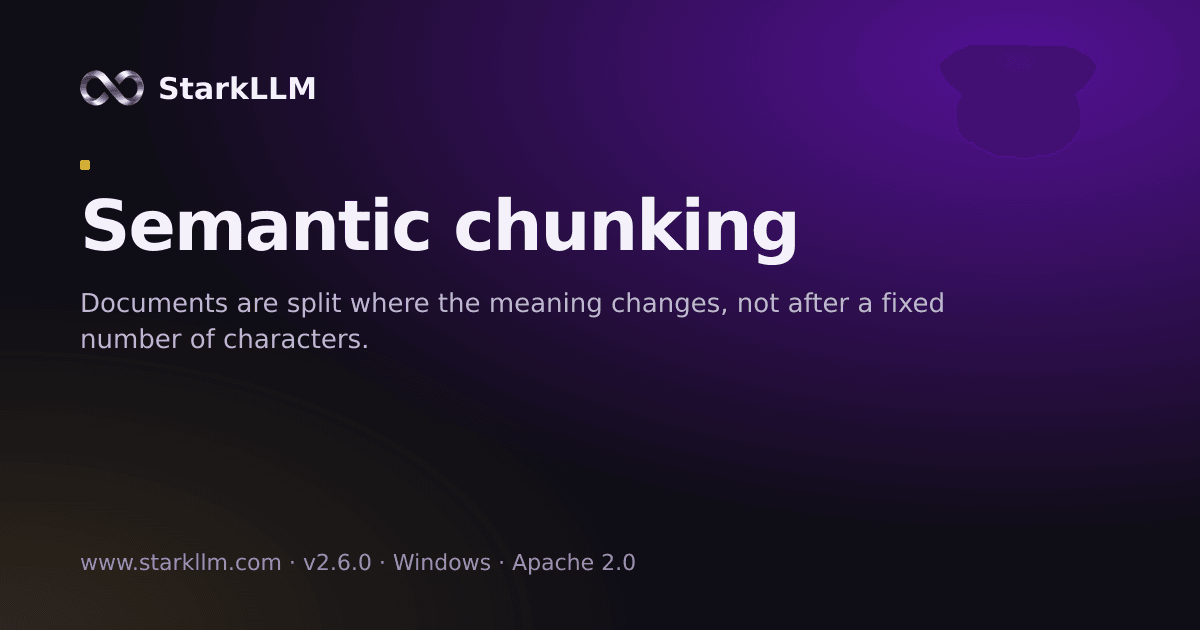 StarkLLM
Semantic chunking
Documents are split where the meaning changes, not after a fixed
number of characters.
www.starkllm.com · v2.6.0 · Windows · Apache 2.0